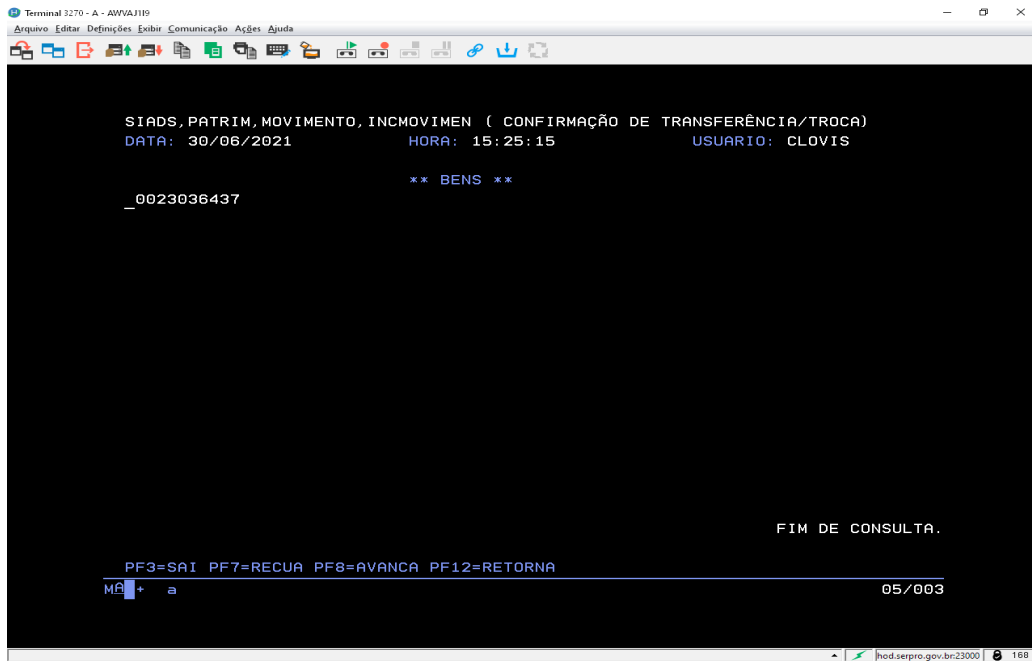 Terminal 3270 - A - AWVAJ1I9
Arquivo Editar Definições Exibir Comunicação Ações Ajuda
SIADS,PATRIM,MOVIMENTO,INCMOVIMEN ( CONFIRMAÇÃO DE TRANSFERÊNCIA/TROCA)
DATA: 30/06/2021 HORA: 15:25:15 USUARIO: CLOVIS
** BENS **
_0023036437
FIM DE CONSULTA.
PF3=SAI PF7=RECUA PF8=AVANCA PF12=RETORNA
MA + a 05/003
hod.serpro.gov.br:23000 168